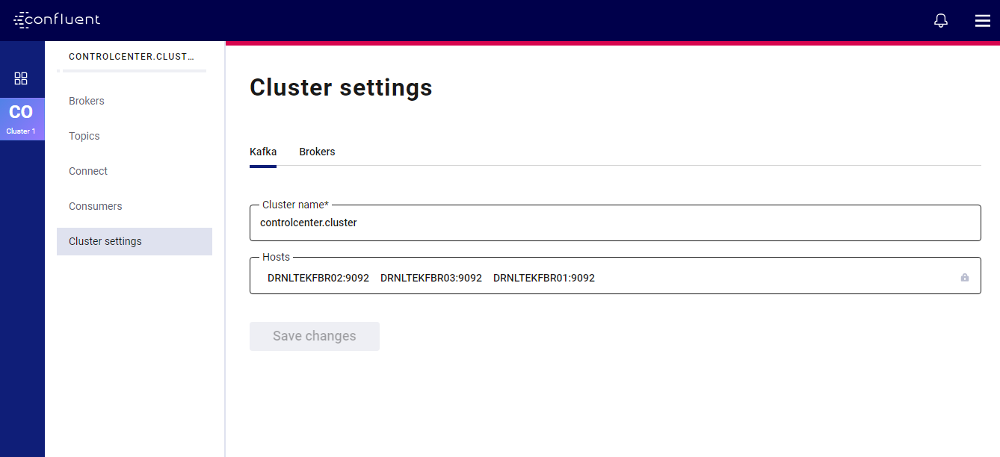 confluent
CONTROLCENTER.CLUST...
Brokers
Topics
Connect
Consumers
Cluster settings
CO
Cluster 1
Cluster settings
Kafka Brokers
Cluster name*
controlcenter.cluster
Hosts
DRNLTEKFBR02:9092 DRNLTEKFBR03:9092 DRNLTEKFBR01:9092
Save changes